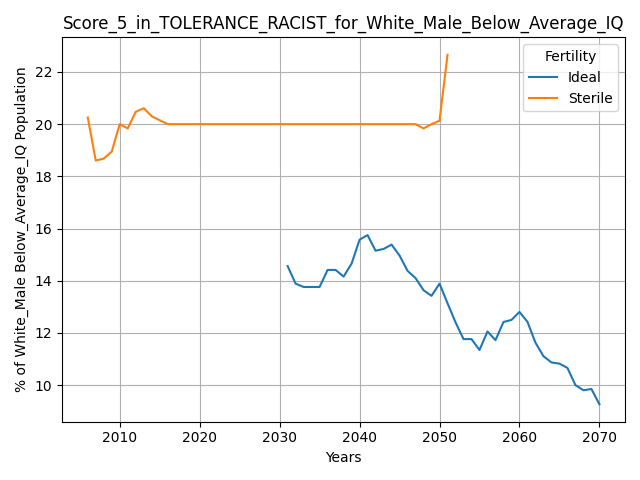 Score_5_in_TOLERANCE_RACIST_for_White_Male_Below_Average_IQ
Fertility
Ideal
Sterile
% of White_Male Below_Average_IQ Population
22
20
18
16
14
12
10
2010 2020 2030 2040 2050 2060 2070
Years